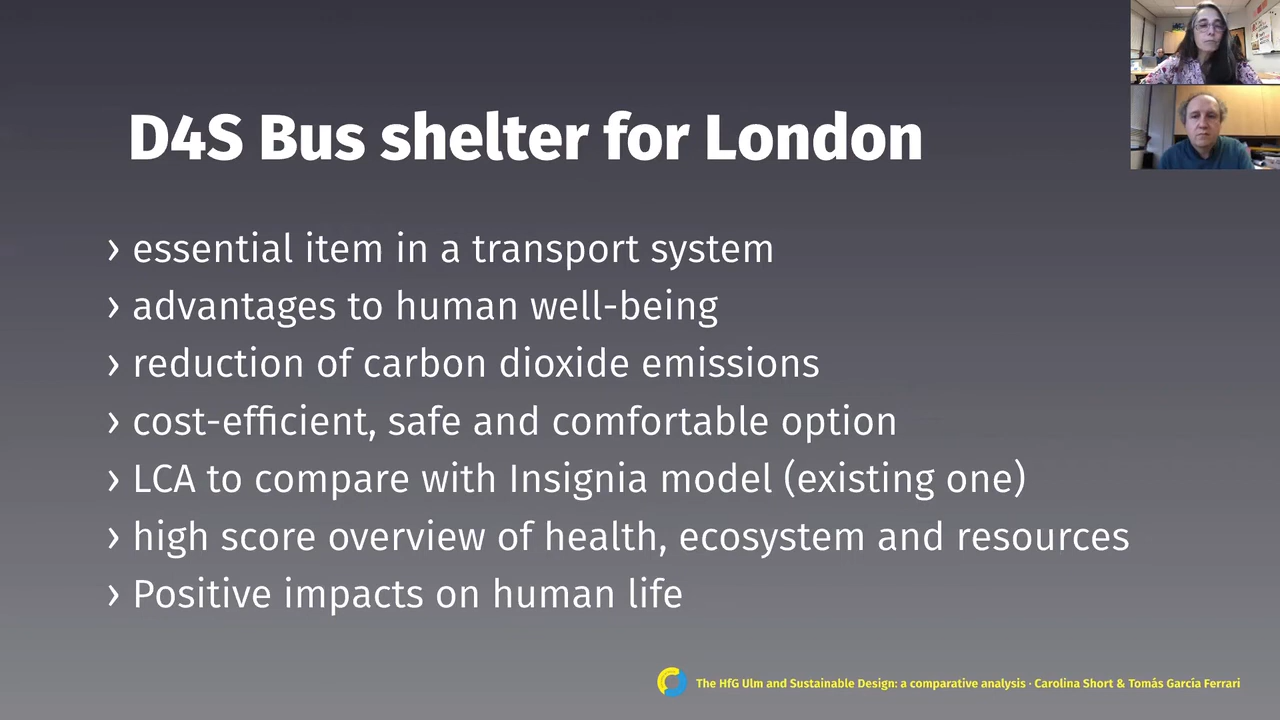 D4S Bus shelter for London
› essential item in a transport system
› advantages to human well-being
› reduction of carbon dioxide emissions
› cost-efficient, safe and comfortable option
› LCA to compare with Insignia model (existing one)
› high score overview of health, ecosystem and resources
› Positive impacts on human life
The HfG Ulm and Sustainable Design: a comparative analysis · Carolina Short & Tomás García Ferrari